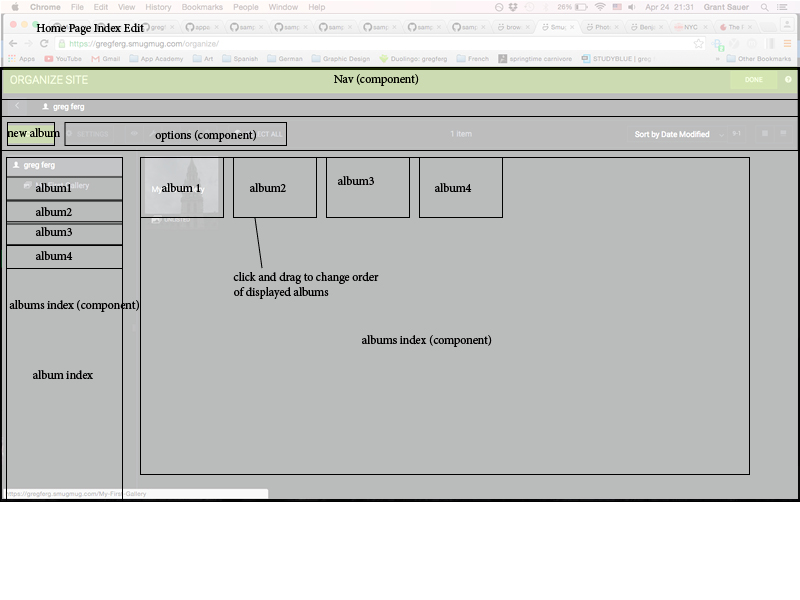 Chrome File Edit View History Bookmarks People Window Help 26% Apr 24 21:31 Grant Sauer
Home Page Index Edit
https://gregferg.smugmug.com/organize/
Apps YouTube Gmail App Academy Art Spanish German Graphic Design Duolingo: gregferg French springtime carnivore STUDYBLUE | greg Other Bookmarks
ORGANIZE SITE Nav (component) DONE
greg ferg
new album SETTINGS options (component) ECT ALL 1 item Sort by Date Modified
greg ferg
album1
album2
album3
album4
albums index (component)
album index
album 1
album2
album3
album4
click and drag to change order
of displayed albums
albums index (component)
https://gregferg.smugmug.com/My-First-Gallery